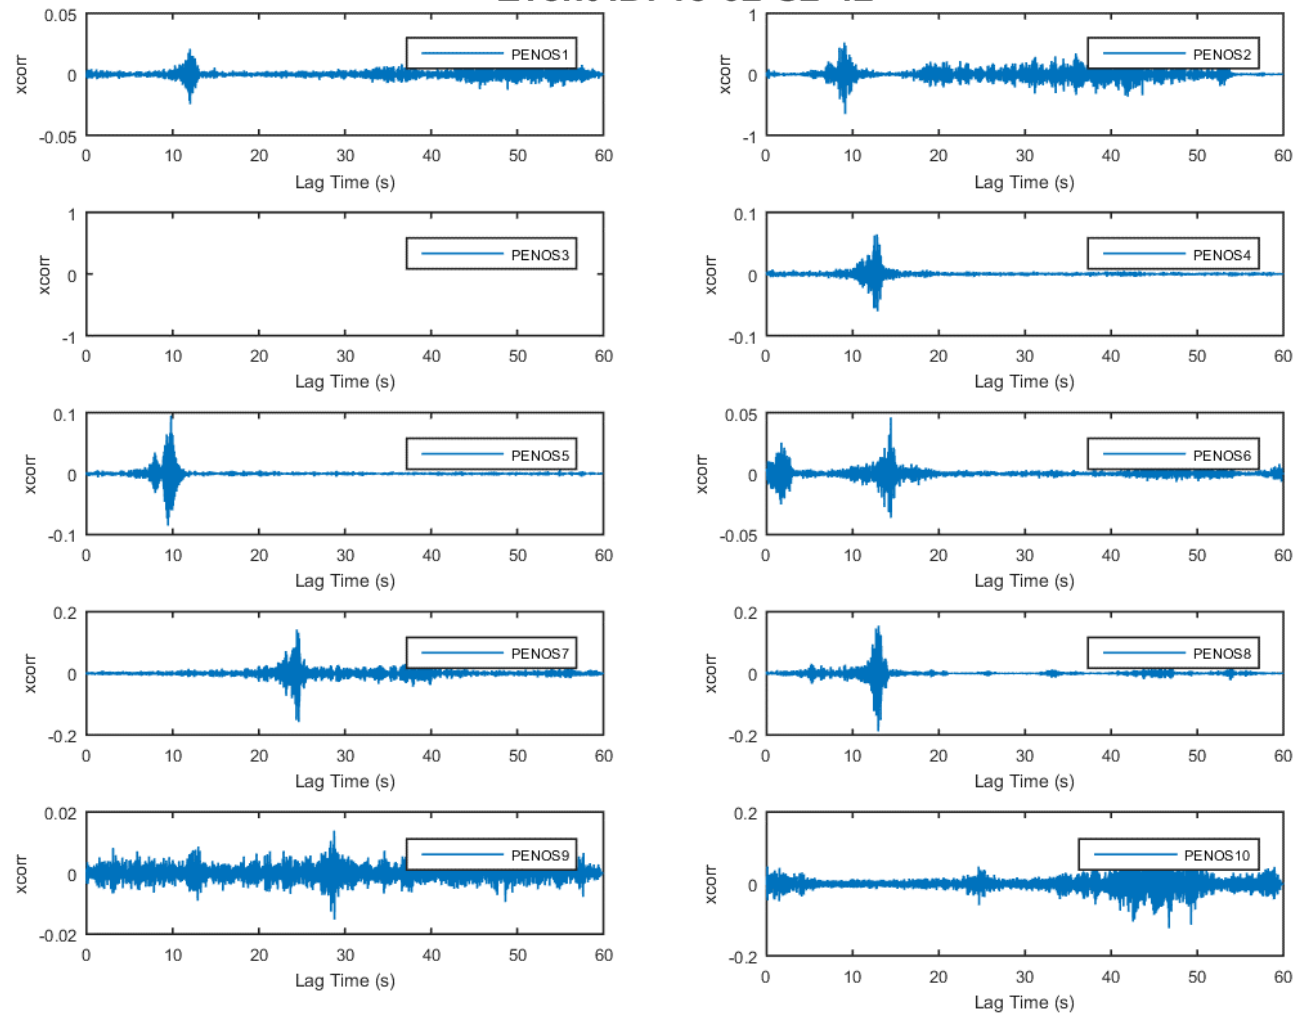 0.05
xcorr
0
-0.05
PENOS1
0 10 20 30 40 50 60
Lag Time (s)
1
xcorr
0
-1
PENOS2
0 10 20 30 40 50 60
Lag Time (s)
1
xcorr
0
-1
PENOS3
0 10 20 30 40 50 60
Lag Time (s)
0.1
xcorr
0
-0.1
PENOS4
0 10 20 30 40 50 60
Lag Time (s)
0.1
xcorr
0
-0.1
PENOS5
0 10 20 30 40 50 60
Lag Time (s)
0.05
xcorr
0
-0.05
PENOS6
0 10 20 30 40 50 60
Lag Time (s)
0.2
xcorr
0
-0.2
PENOS7
0 10 20 30 40 50 60
Lag Time (s)
0.2
xcorr
0
-0.2
PENOS8
0 10 20 30 40 50 60
Lag Time (s)
0.02
xcorr
0
-0.02
PENOS9
0 10 20 30 40 50 60
Lag Time (s)
0.2
xcorr
0
-0.2
PENOS10
0 10 20 30 40 50 60
Lag Time (s)